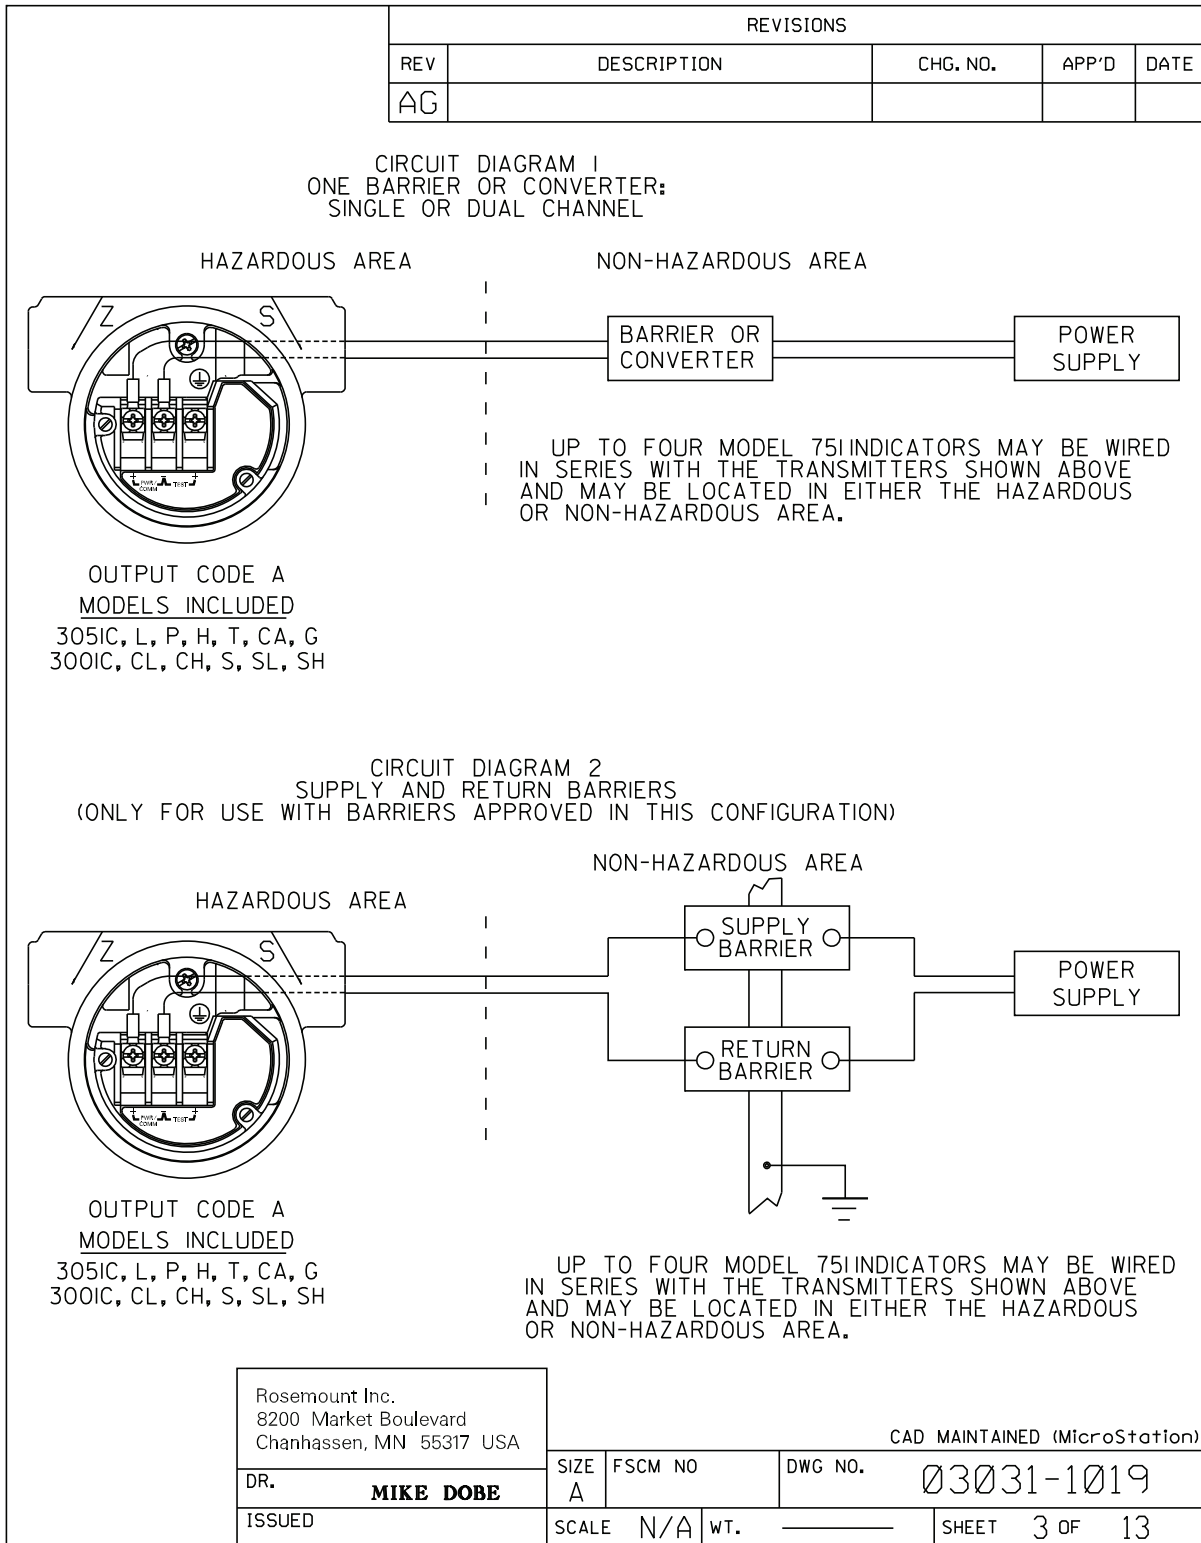 REVISIONS
REV DESCRIPTION CHG. NO. APP'D DATE
AG
CIRCUIT DIAGRAM 1
ONE BARRIER OR CONVERTER:
SINGLE OR DUAL CHANNEL
HAZARDOUS AREA NON-HAZARDOUS AREA
Z S
BARRIER OR
CONVERTER
POWER
SUPPLY
PWR/
COMM
TEST
UP TO FOUR MODEL 751 INDICATORS MAY BE WIRED
IN SERIES WITH THE TRANSMITTERS SHOWN ABOVE
AND MAY BE LOCATED IN EITHER THE HAZARDOUS
OR NON-HAZARDOUS AREA.
OUTPUT CODE A
MODELS INCLUDED
3051C, L, P, H, T, CA, G
3001C, CL, CH, S, SL, SH
CIRCUIT DIAGRAM 2
SUPPLY AND RETURN BARRIERS
(ONLY FOR USE WITH BARRIERS APPROVED IN THIS CONFIGURATION)
NON-HAZARDOUS AREA
HAZARDOUS AREA
Z S
SUPPLY
BARRIER
POWER
SUPPLY
RETURN
BARRIER
PWR/
COMM
TEST
OUTPUT CODE A
MODELS INCLUDED
3051C, L, P, H, T, CA, G
3001C, CL, CH, S, SL, SH
UP TO FOUR MODEL 751 INDICATORS MAY BE WIRED
IN SERIES WITH THE TRANSMITTERS SHOWN ABOVE
AND MAY BE LOCATED IN EITHER THE HAZARDOUS
OR NON-HAZARDOUS AREA.
Rosemount Inc.
8200 Market Boulevard
Chanhassen, MN 55317 USA
CAD MAINTAINED (MicroStation)
DR. MIKE DOBE
SIZE A FSCM NO DWG NO. 03031-1019
ISSUED
SCALE N/A WT. SHEET 3 OF 13